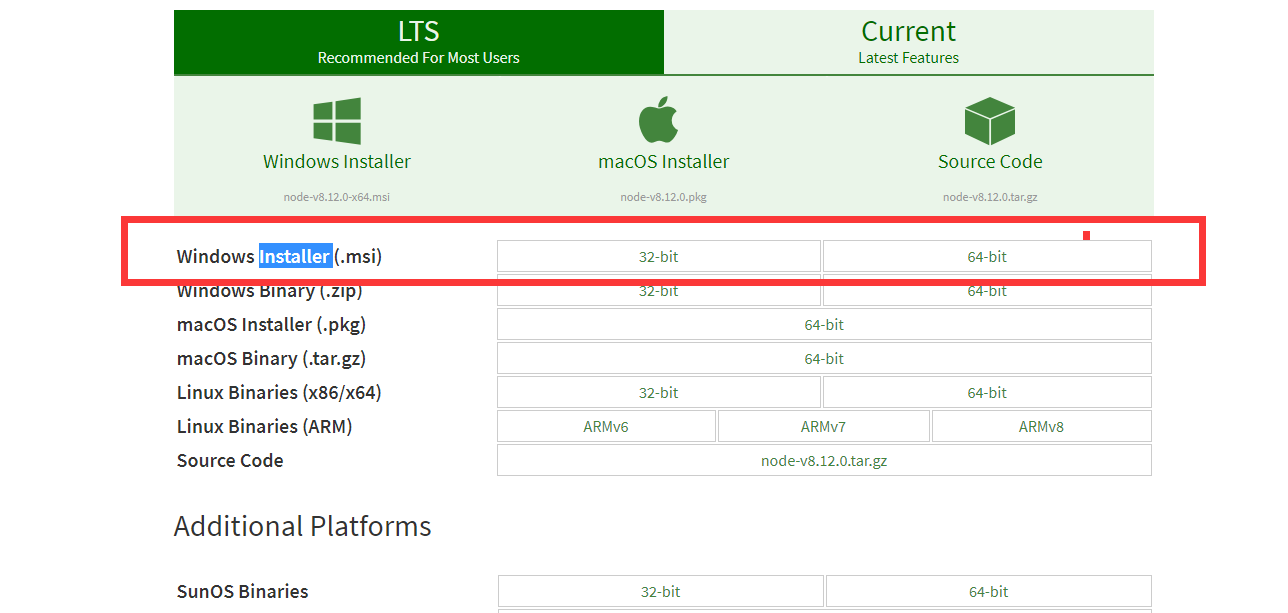 LTS
Recommended For Most Users
Current
Latest Features
Windows Installer
node-v8.12.0-x64.msi
macOS Installer
node-v8.12.0.pkg
Source Code
node-v8.12.0.tar.gz
Windows Installer (.msi) 32-bit 64-bit
Windows Binary (.zip) 32-bit 64-bit
macOS Installer (.pkg) 64-bit
macOS Binary (.tar.gz) 64-bit
Linux Binaries (x86/x64) 32-bit 64-bit
Linux Binaries (ARM) ARMv6 ARMv7 ARMv8
Source Code node-v8.12.0.tar.gz
Additional Platforms
SunOS Binaries 32-bit 64-bit